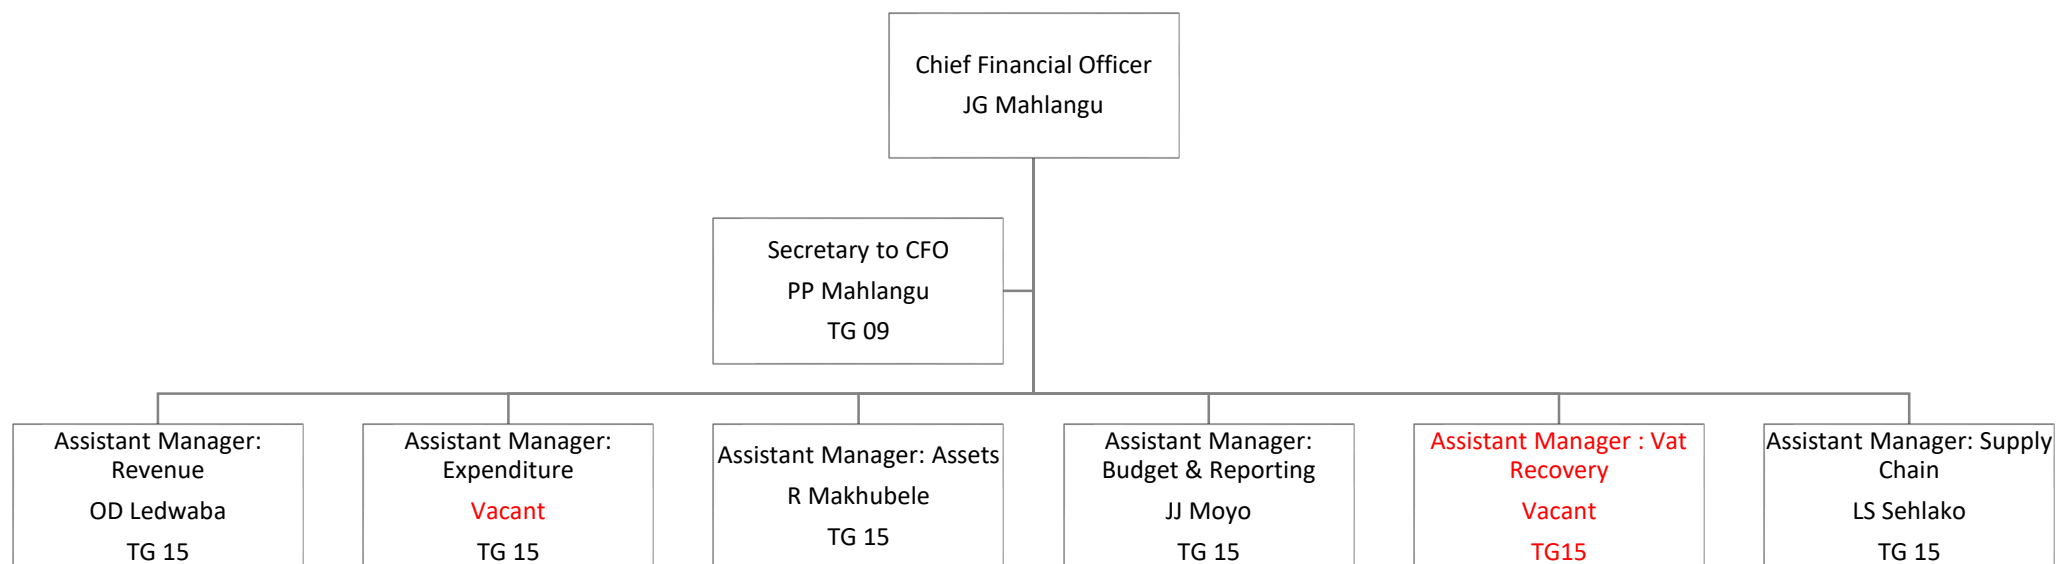 Chief Financial Officer
JG Mahlangu
Secretary to CFO
PP Mahlangu
TG 09
Assistant Manager:
Revenue
OD Ledwaba
TG 15
Assistant Manager:
Expenditure
Vacant
TG 15
Assistant Manager: Assets
R Makhubele
TG 15
Assistant Manager:
Budget & Reporting
JJ Moyo
TG 15
Assistant Manager : Vat
Recovery
Vacant
TG15
Assistant Manager: Supply
Chain
LS Sehlako
TG 15